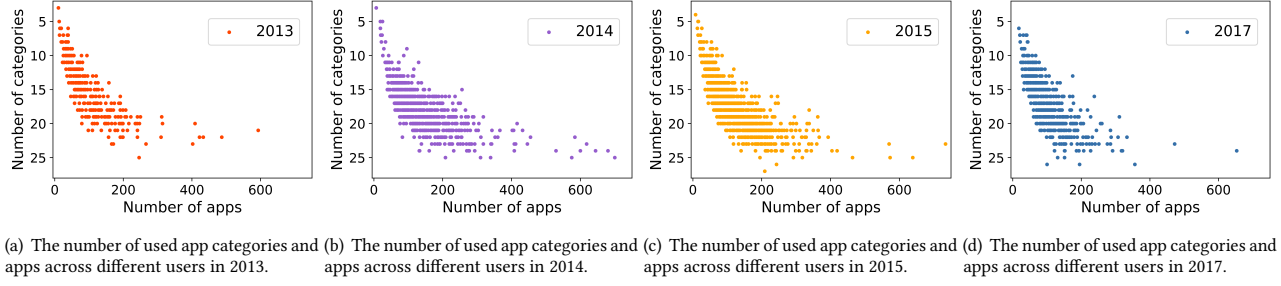 2013
5
10
15
20
25
Number of categories
0
200
400
600
Number of apps
2014
5
10
15
20
25
Number of categories
0
200
400
600
Number of apps
2015
5
10
15
20
25
Number of categories
0
200
400
600
Number of apps
2017
5
10
15
20
25
Number of categories
0
200
400
600
Number of apps
(a) The number of used app categories and
apps across different users in 2013.
(b) The number of used app categories and
apps across different users in 2014.
(c) The number of used app categories and
apps across different users in 2015.
(d) The number of used app categories and
apps across different users in 2017.